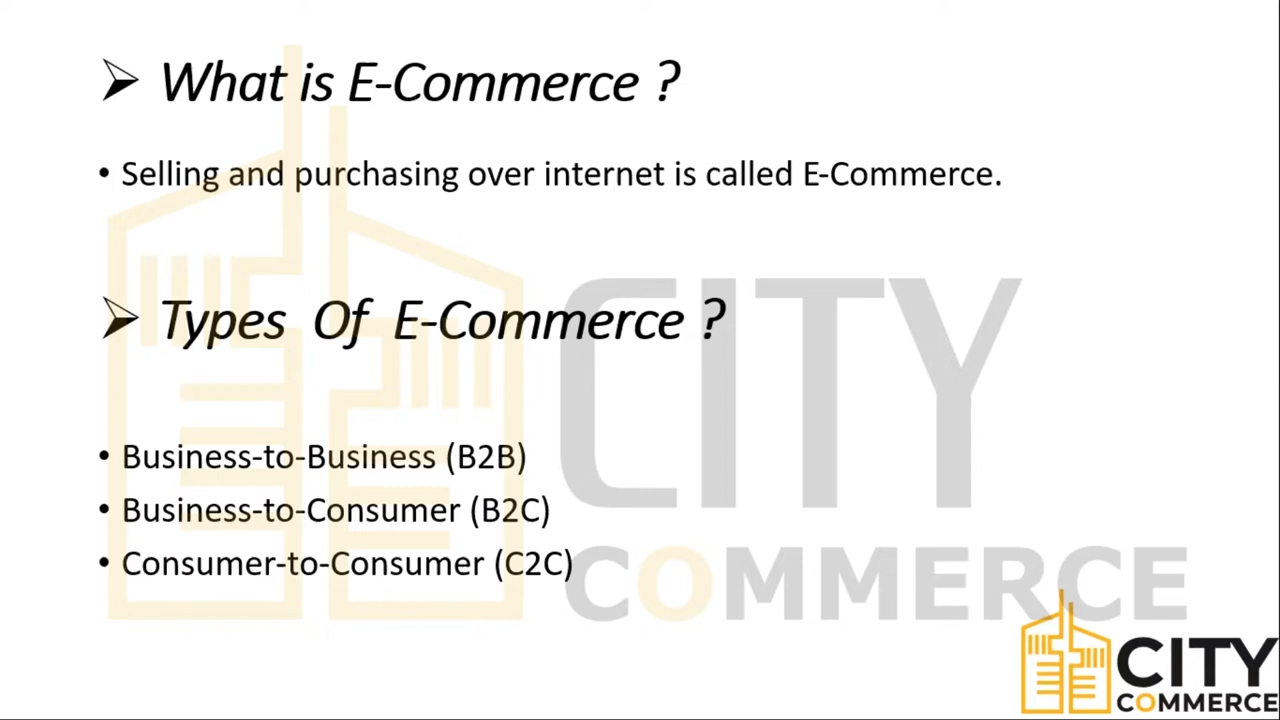 ➢ What is E-Commerce ?
• Selling and purchasing over internet is called E-Commerce.
➢ Types Of E-Commerce ?
• Business-to-Business (B2B)
• Business-to-Consumer (B2C)
• Consumer-to-Consumer (C2C)
CITY
COMMERCE
CITY
COMMERCE